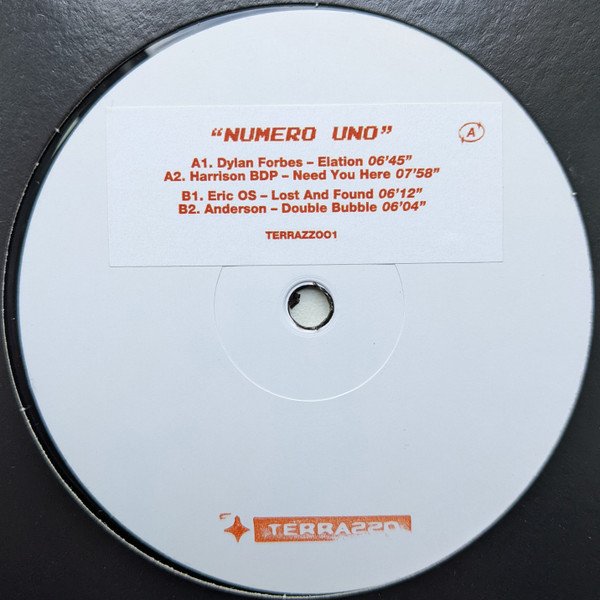 “NUMERO UNO”
A
A1. Dylan Forbes – Elation 06’45”
A2. Harrison BDP – Need You Here 07’58”
B1. Eric OS – Lost And Found 06’12”
B2. Anderson – Double Bubble 06’04”
TERRAZZ001
TERRAZZO